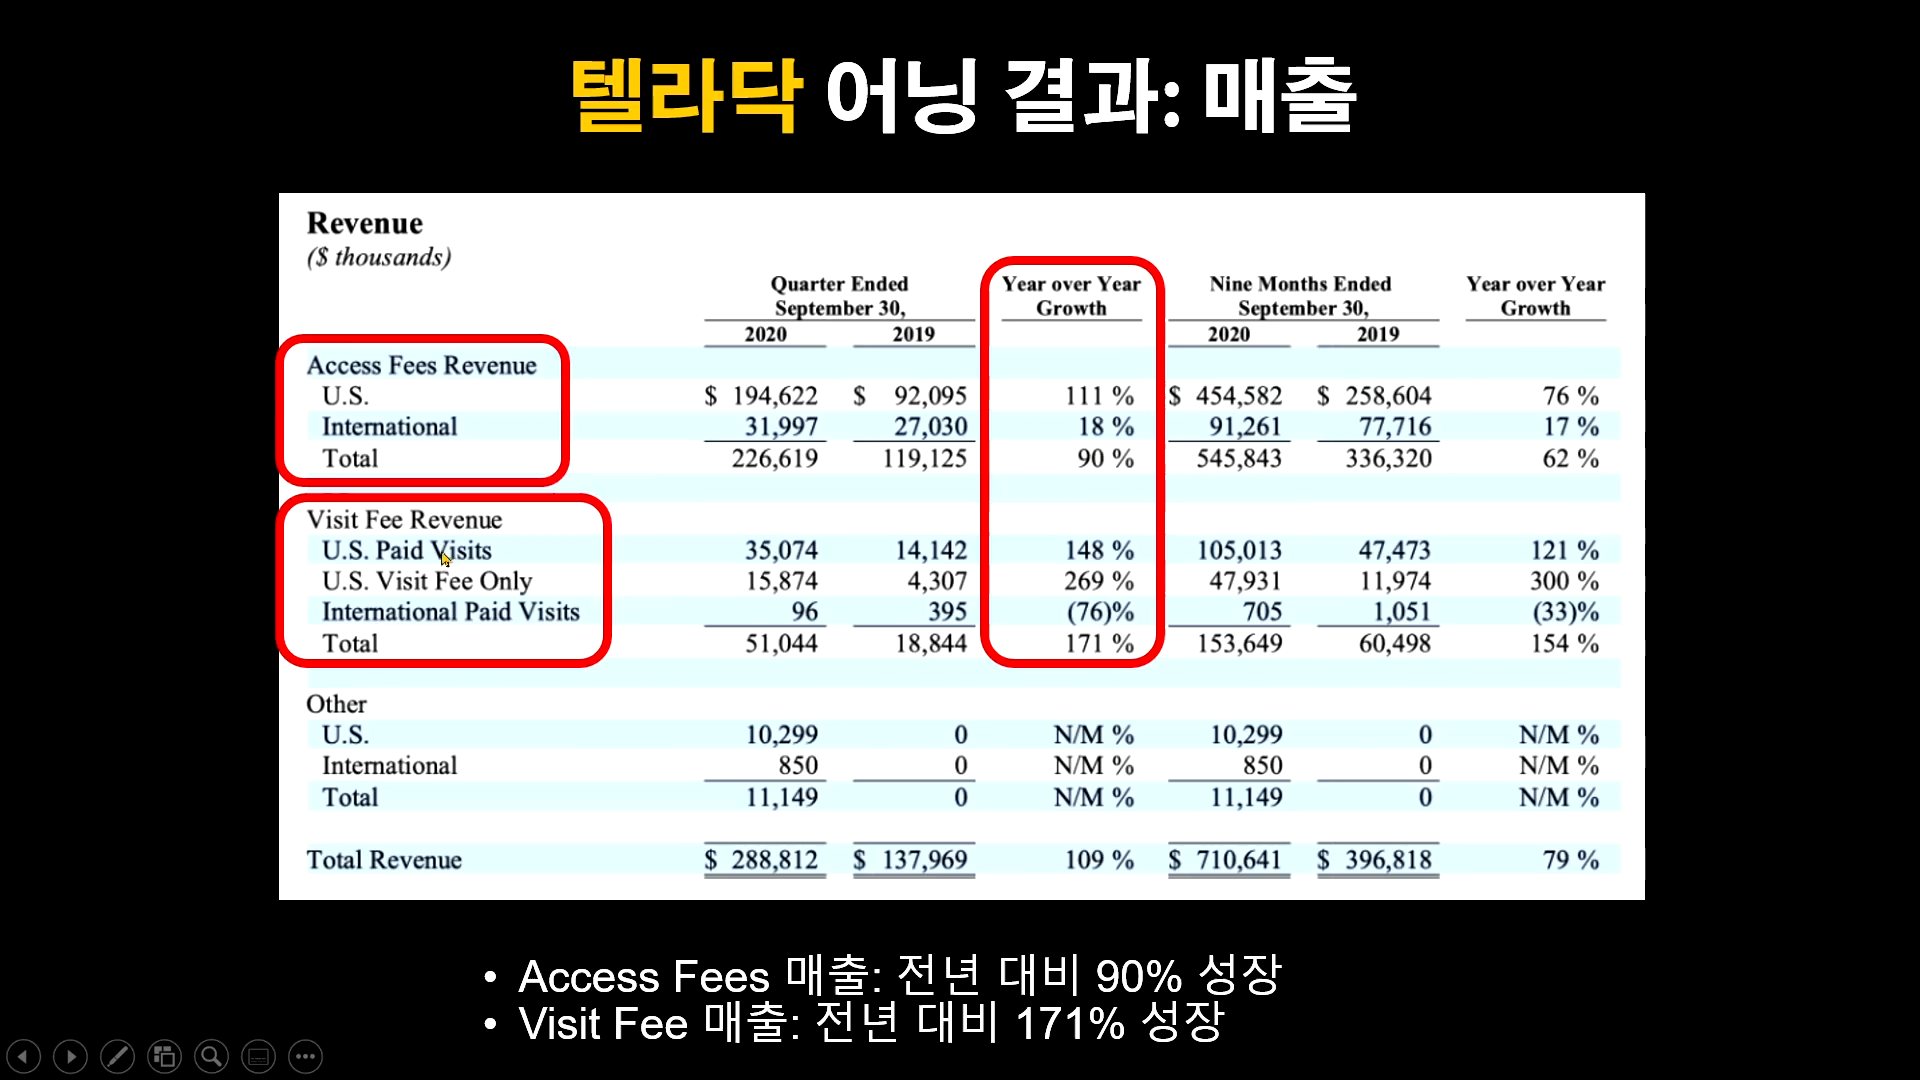 텔라닥 어닝 결과: 매출
Revenue
($ thousands)
Quarter Ended September 30, Year over Year Growth Nine Months Ended September 30, Year over Year Growth
2020 2019 2020 2019
Access Fees Revenue
U.S. $ 194,622 $ 92,095 111 % $ 454,582 $ 258,604 76 %
International 31,997 27,030 18 % 91,261 77,716 17 %
Total 226,619 119,125 90 % 545,843 336,320 62 %
Visit Fee Revenue
U.S. Paid Visits 35,074 14,142 148 % 105,013 47,473 121 %
U.S. Visit Fee Only 15,874 4,307 269 % 47,931 11,974 300 %
International Paid Visits 96 395 (76)% 705 1,051 (33)%
Total 51,044 18,844 171 % 153,649 60,498 154 %
Other
U.S. 10,299 0 N/M % 10,299 0 N/M %
International 850 0 N/M % 850 0 N/M %
Total 11,149 0 N/M % 11,149 0 N/M %
Total Revenue $ 288,812 $ 137,969 109 % $ 710,641 $ 396,818 79 %
• Access Fees 매출: 전년 대비 90% 성장
• Visit Fee 매출: 전년 대비 171% 성장